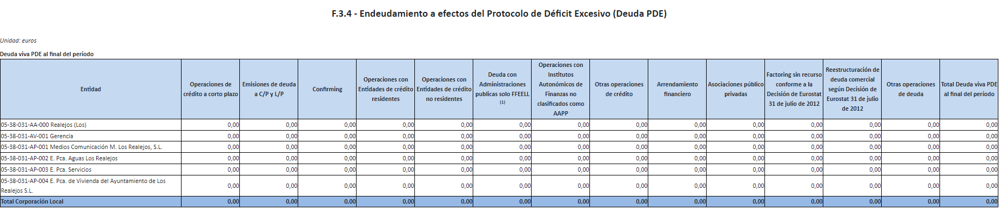 F.3.4 - Endeudamiento a efectos del Protocolo de Déficit Excesivo (Deuda PDE)
Unidad: euros
Deuda viva PDE al final del período
Entidad
Operaciones de
crédito a corto plazo
Emisiones de deuda
a C/P y L/P
Confirming
Operaciones con
Entidades de crédito
residentes
Operaciones con
Entidades de crédito
no residentes
Deuda con
Administraciones
publicas solo FFEELL
(1)
Operaciones con
Institutos
Autonómicos de
Finanzas no
clasificados como
AAPP
Otras operaciones
de crédito
Arrendamiento
financiero
Asociaciones público
privadas
Factoring sin recurso
conforme a la
Decisión de Eurostat
31 de julio de 2012
Reestructuración de
deuda comercial
según Decisión de
Eurostat 31 de julio
de 2012
Otras operaciones
de deuda
Total Deuda viva PDE
al final del período
05-38-031-AA-000 Realejos (Los) 0,00 0,00 0,00 0,00 0,00 0,00 0,00 0,00 0,00 0,00 0,00 0,00 0,00 0,00
05-38-031-AV-001 Gerencia 0,00 0,00 0,00 0,00 0,00 0,00 0,00 0,00 0,00 0,00 0,00 0,00 0,00 0,00
05-38-031-AP-001 Medios Comunicación M. Los Realejos, S.L. 0,00 0,00 0,00 0,00 0,00 0,00 0,00 0,00 0,00 0,00 0,00 0,00 0,00 0,00
05-38-031-AP-002 E. Pca. Aguas Los Realejos 0,00 0,00 0,00 0,00 0,00 0,00 0,00 0,00 0,00 0,00 0,00 0,00 0,00 0,00
05-38-031-AP-003 E. Pca. Servicios 0,00 0,00 0,00 0,00 0,00 0,00 0,00 0,00 0,00 0,00 0,00 0,00 0,00 0,00
05-38-031-AP-004 E. Pca. de Vivienda del Ayuntamiento de Los
Realejos S.L. 0,00 0,00 0,00 0,00 0,00 0,00 0,00 0,00 0,00 0,00 0,00 0,00 0,00 0,00
Total Corporación Local 0,00 0,00 0,00 0,00 0,00 0,00 0,00 0,00 0,00 0,00 0,00 0,00 0,00 0,00